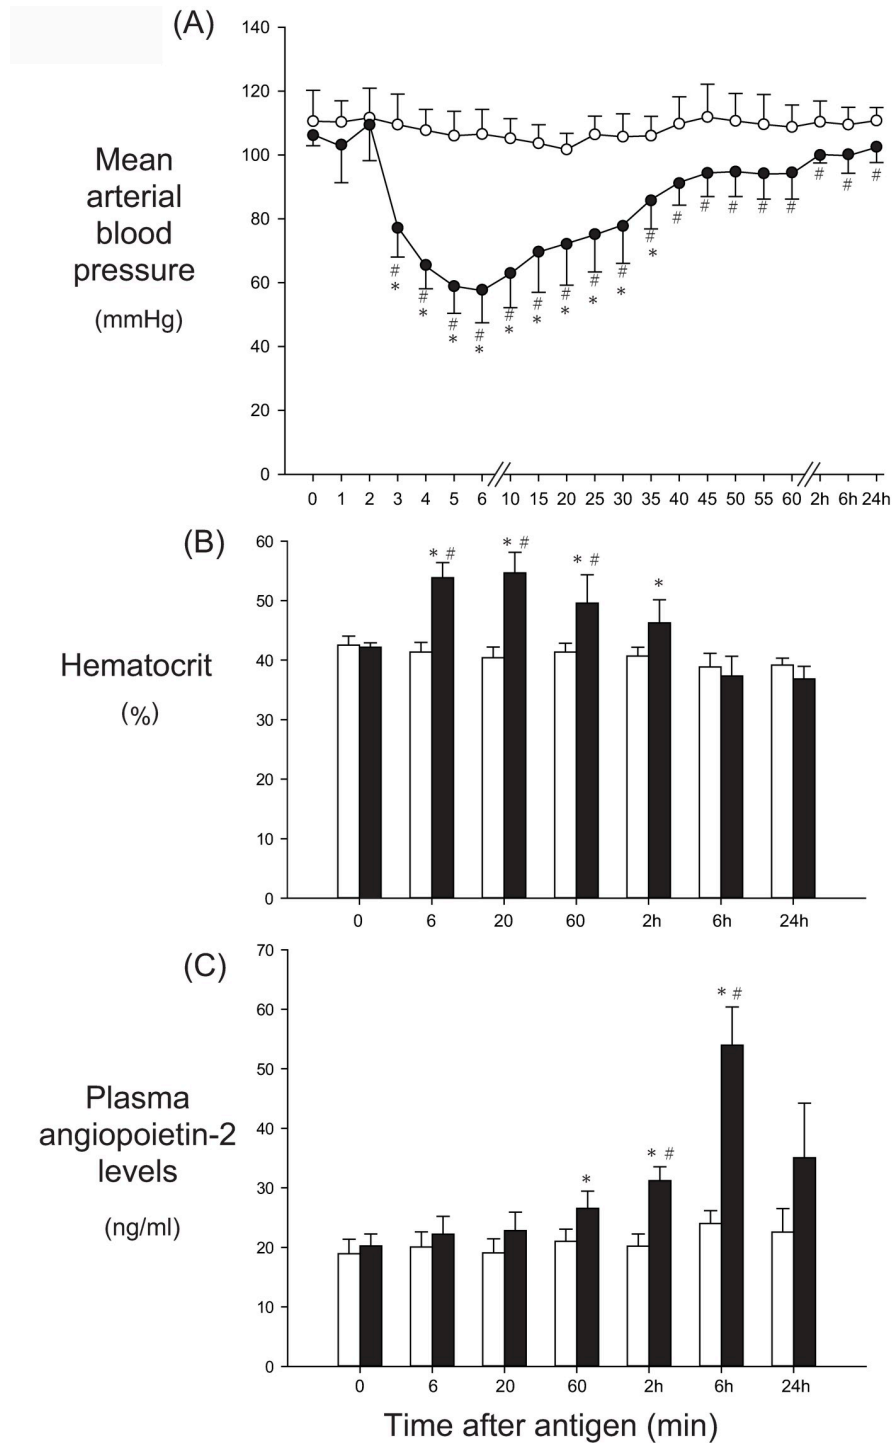 (A)
140
120
100
80
60
40
20
0
Mean
arterial
blood
pressure
(mmHg)
# # # # # # # # # # # # # # # # # #
* * * * * * * * * *
0 1 2 3 4 5 6 10 15 20 25 30 35 40 45 50 55 60 2h 6h 24h
(B)
60
50
40
30
20
10
0
Hematocrit
(%)
* # * # * # *
0 6 20 60 2h 6h 24h
(C)
70
60
50
40
30
20
10
0
Plasma
angiopoietin-2
levels
(ng/ml)
* * # * #
0 6 20 60 2h 6h 24h
Time after antigen (min)